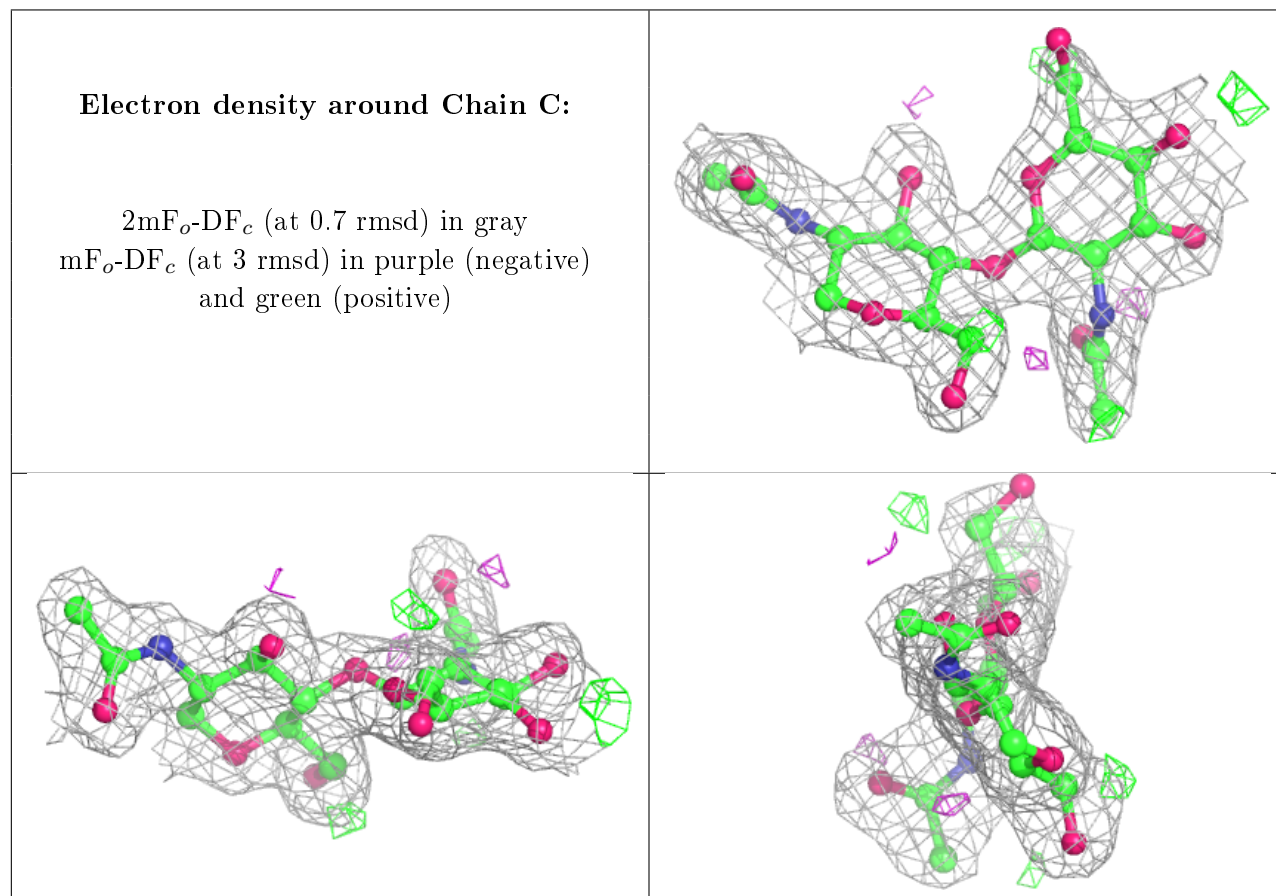 Electron density around Chain C:
2mFₒ-DF𝒸 (at 0.7 rmsd) in gray
mFₒ-DF𝒸 (at 3 rmsd) in purple (negative)
and green (positive)